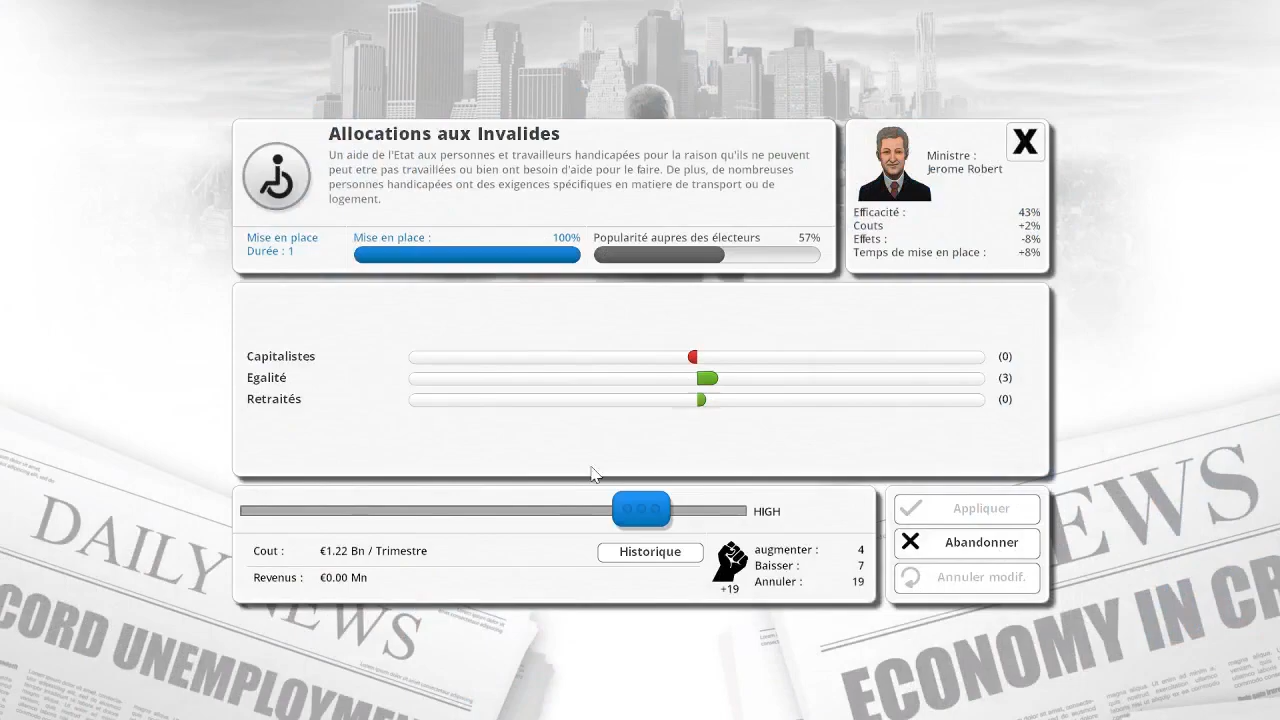 Allocations aux Invalides
Un aide de l'Etat aux personnes et travailleurs handicapées pour la raison qu'ils ne peuvent
peut etre pas travaillée,ou bien ont besoin d'aide pour le faire. De plus, de nombreuses
personnes handicapées ont des exigences spécifiques en matiere de transport ou de
logement.
Mise en place
Durée : 1
Mise en place : 100%
Popularité aupres des électeurs 57%
X
Ministre :
Jerome Robert
Efficacité : 43%
Couts +2%
Effets : -8%
Temps de mise en place : +8%
Capitalistes (0)
Egalité (3)
Retraités (0)
HIGH
Cout : €1.22 Bn / Trimestre
Revenus : €0.00 Mn
Historique
+19
augmenter : 4
Baisser : 7
Annuler : 19
Appliquer
Abandonner
Annuler modif.
DAILY NEWS
CORD UNEMPLOYME
EWS
ECONOMY IN CR